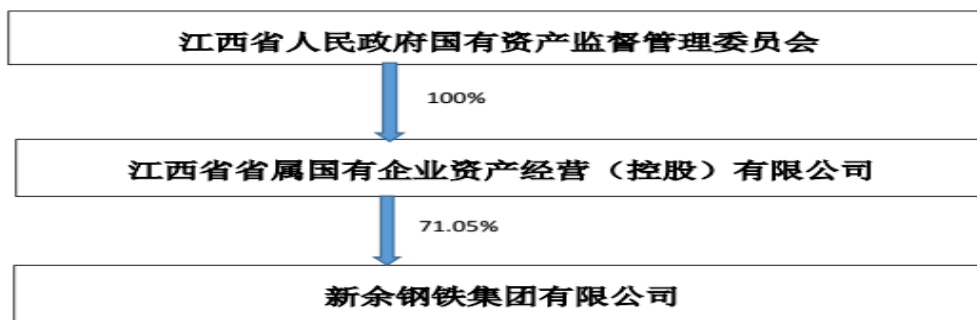 江西省人民政府国有资产监督管理委员会
100%
江西省省属国有企业资产经营（控股）有限公司
71.05%
新余钢铁集团有限公司